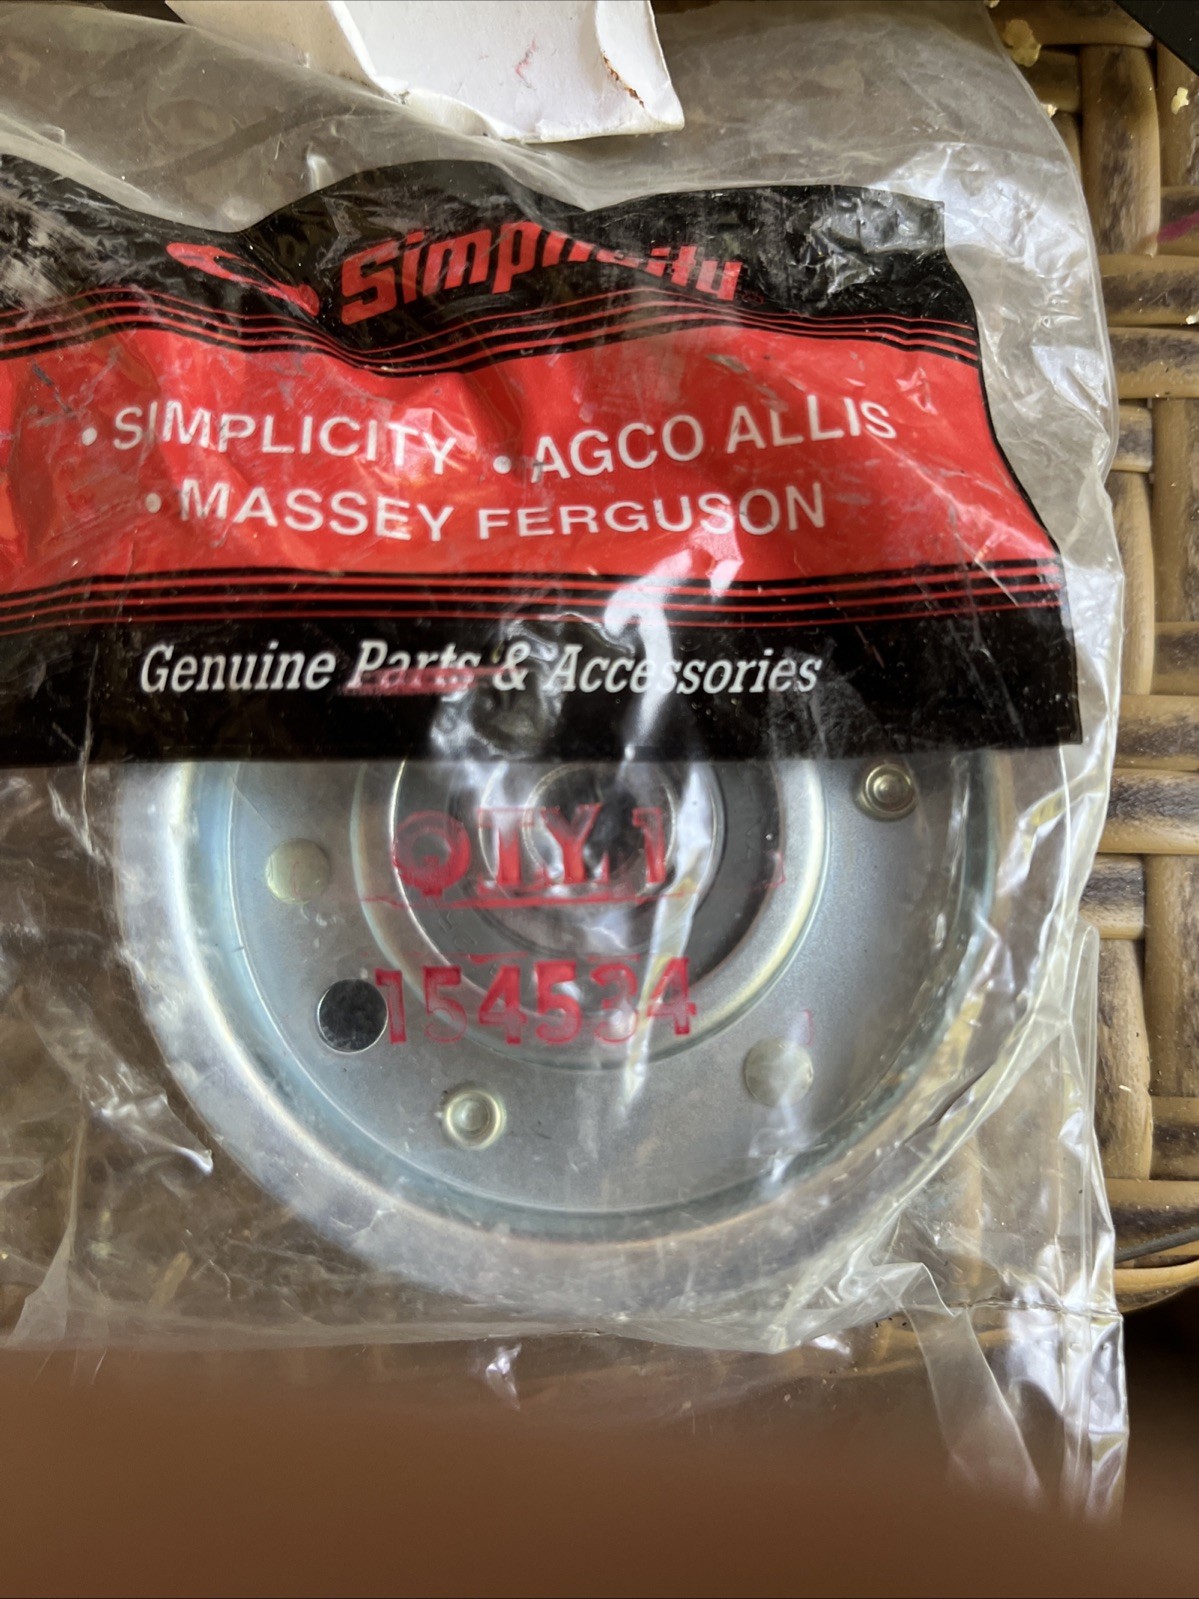 Simplicity
• SIMPLICITY • AGCO ALLIS
• MASSEY FERGUSON
Genuine Parts & Accessories
QTY. 1
154534